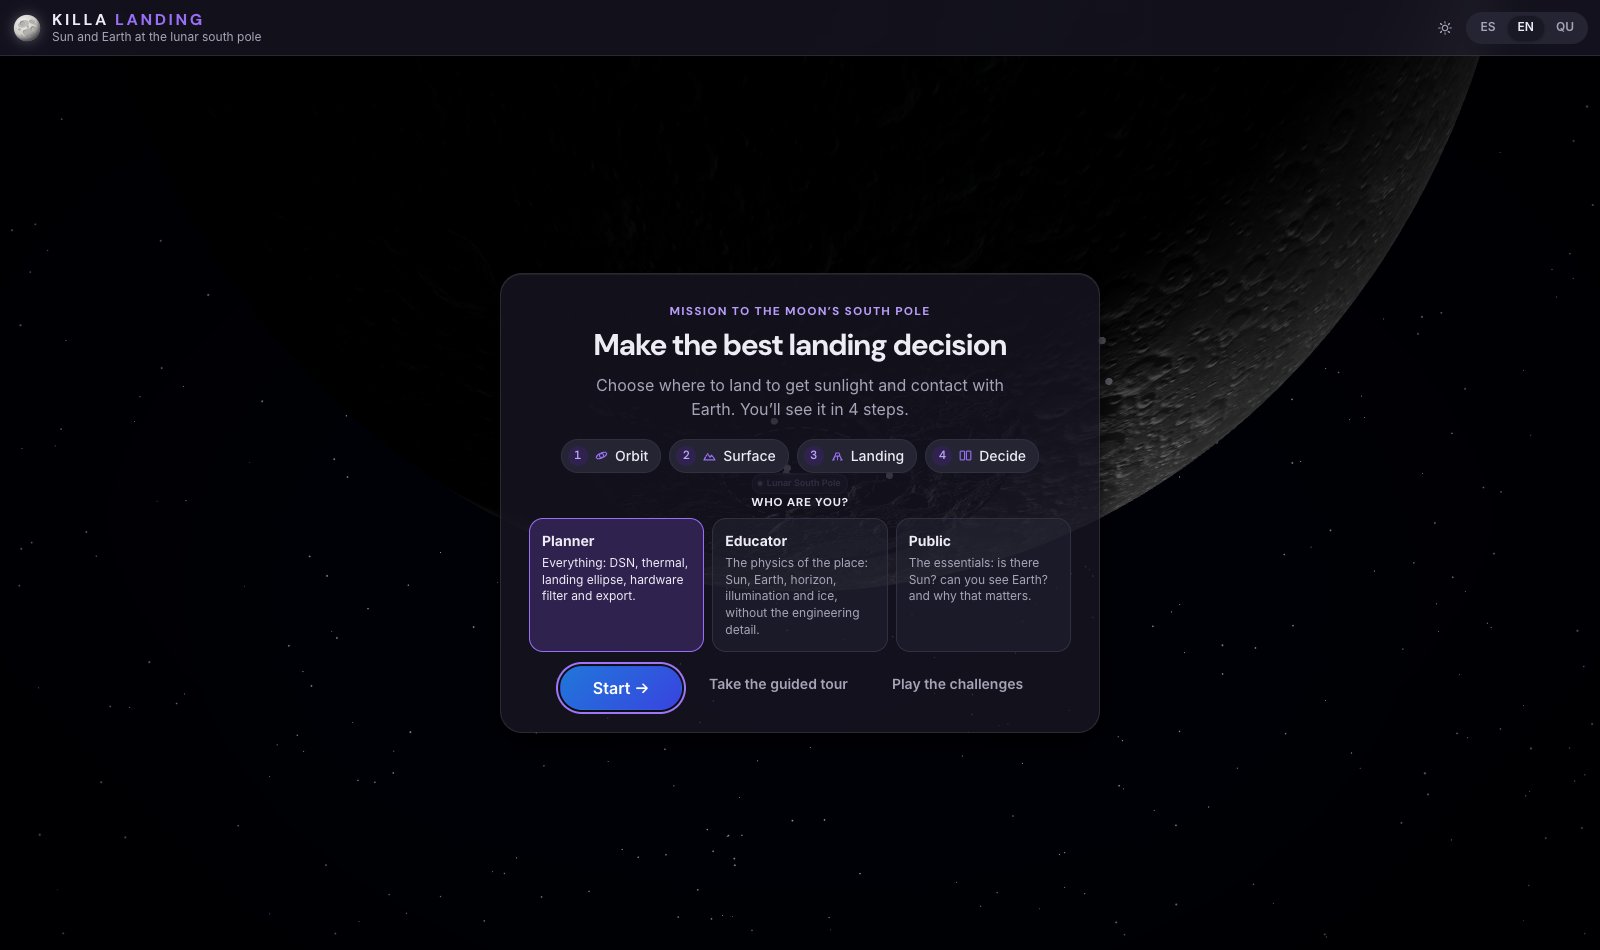 KILLA LANDING
Sun and Earth at the lunar south pole
ES EN QU
MISSION TO THE MOON’S SOUTH POLE
Make the best landing decision
Choose where to land to get sunlight and contact with
Earth. You’ll see it in 4 steps.
1 Orbit 2 Surface 3 Landing 4 Decide
Lunar South Pole
WHO ARE YOU?
Planner
Everything: DSN, thermal,
landing ellipse, hardware
filter and export.
Educator
The physics of the place:
Sun, Earth, horizon,
illumination and ice,
without the engineering
detail.
Public
The essentials: is there
Sun? can you see Earth?
and why that matters.
Start →
Take the guided tour
Play the challenges